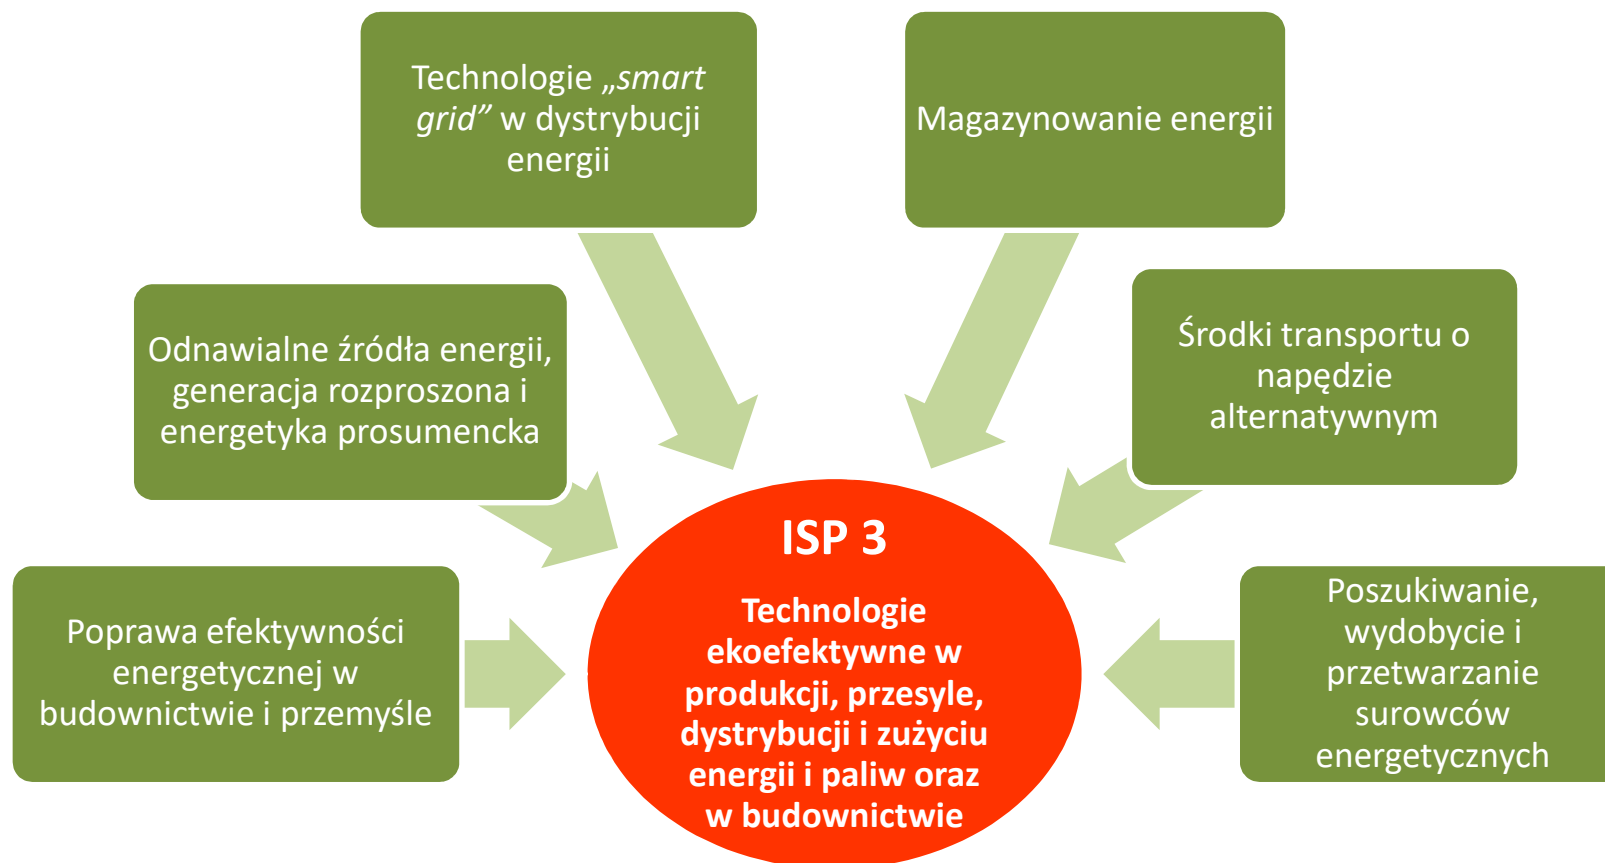 Technologie „smart
grid” w dystrybucji
energii
Magazynowanie energii
Odnawialne źródła energii,
generacja rozproszona i
energetyka prosumencka
Środki transportu o
napędzie
alternatywnym
Poprawa efektywności
energetycznej w
budownictwie i przemyśle
ISP 3
Technologie
ekoefektywne w
produkcji, przesyle,
dystrybucji i zużyciu
energii i paliw oraz
w budownictwie
Poszukiwanie,
wydobycie i
przetwarzanie
surowców
energetycznych